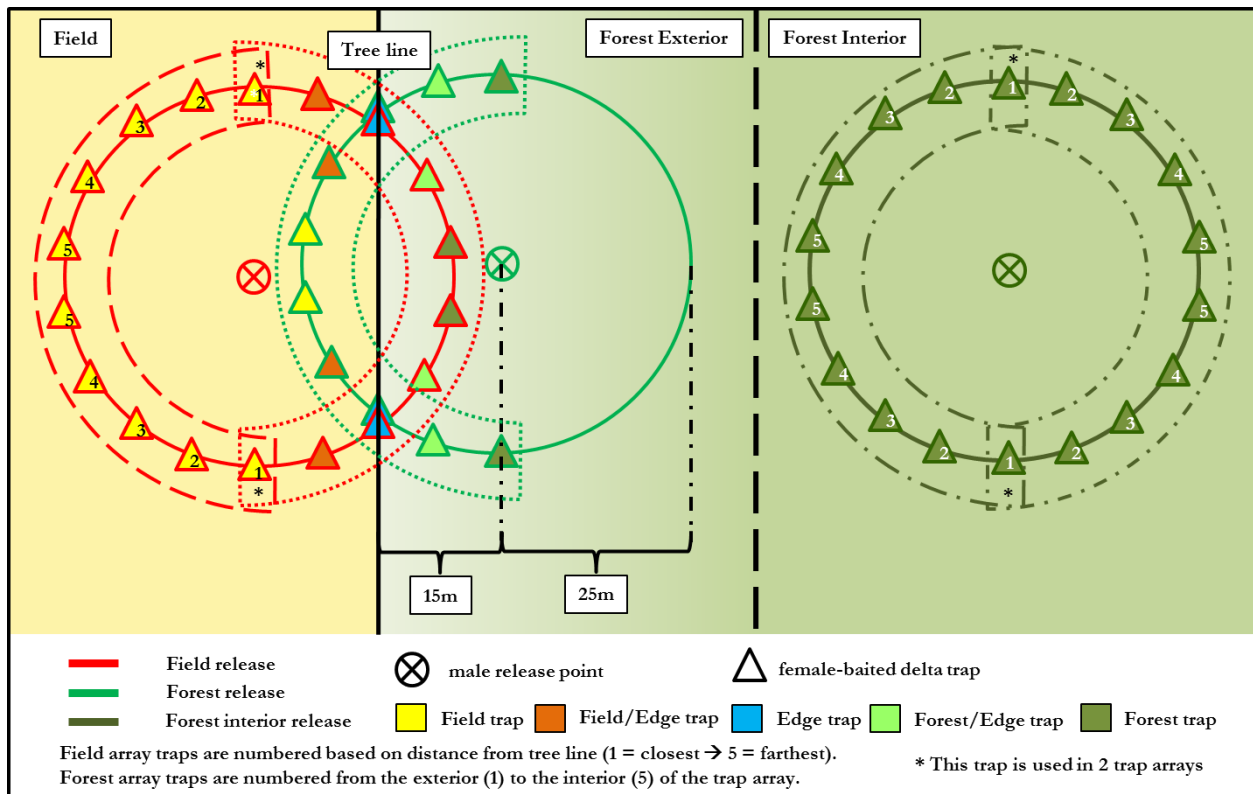 Field
Tree line
Forest Exterior
Forest Interior
*
1
2
3
4
5
5
4
3
2
1
*
*
1
2
3
4
5
5
4
3
2
1
2
3
4
5
5
4
3
2
*
15m
25m
Field release
Forest release
Forest interior release
male release point
female-baited delta trap
Field trap
Field/Edge trap
Edge trap
Forest/Edge trap
Forest trap
Field array traps are numbered based on distance from tree line (1 = closest → 5 = farthest).
Forest array traps are numbered from the exterior (1) to the interior (5) of the trap array.
* This trap is used in 2 trap arrays